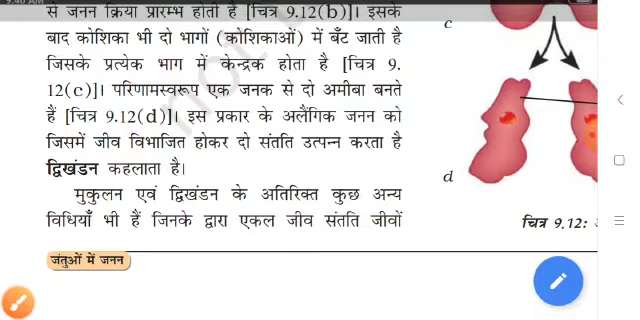 से जनन क्रिया प्रारम्भ होती है [चित्र 9.12(b)]। इसके
बाद कोशिका भी दो भागों (कोशिकाओं) में बँट जाती है
जिसके प्रत्येक भाग में केन्द्रक होता है [चित्र 9.
12(c)]। परिणामस्वरूप एक जनक से दो अमीबा बनते
हैं [चित्र 9.12(d)]। इस प्रकार के अलैंगिक जनन को
जिसमें जीव विभाजित होकर दो संतति उत्पन्न करता है
द्विखंडन कहलाता है।
मुकुलन एवं द्विखंडन के अतिरिक्त कुछ अन्य
विधियाँ भी हैं जिनके द्वारा एकल जीव संतति जीवों
जंतुओं में जनन
c
d
चित्र 9.12: